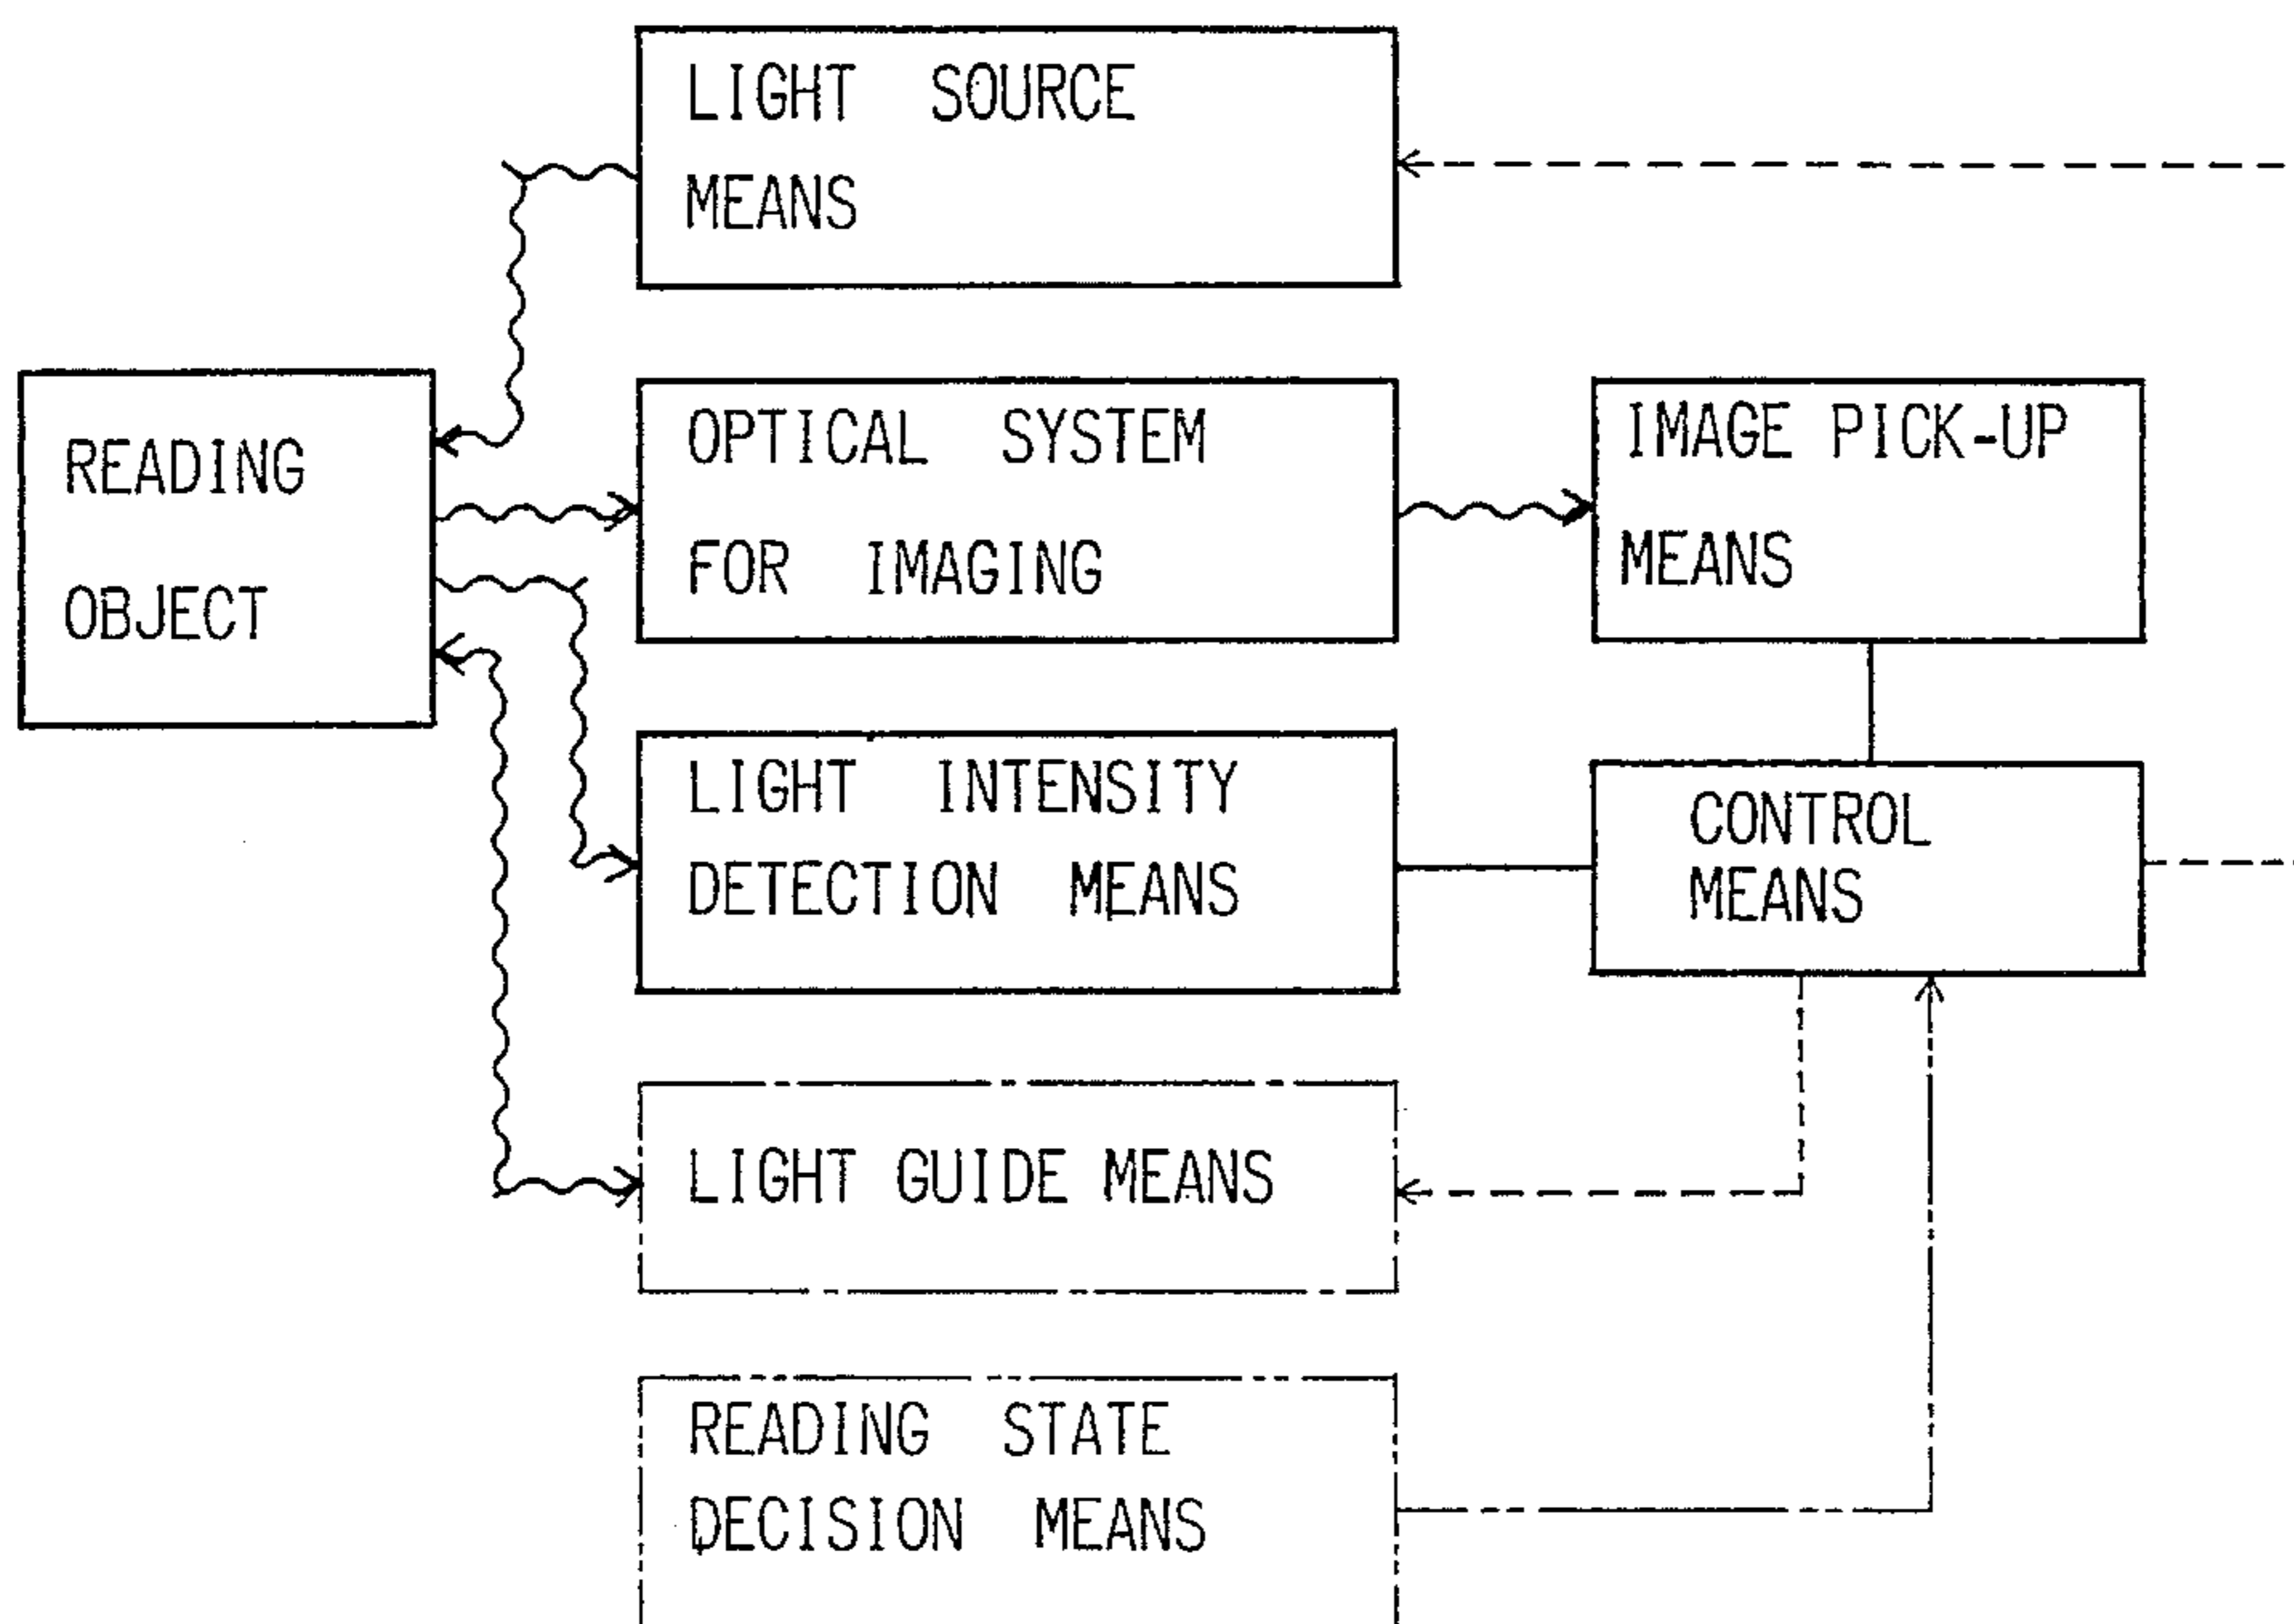 LIGHT SOURCE
MEANS
READING
OBJECT
OPTICAL SYSTEM
FOR IMAGING
IMAGE PICK-UP
MEANS
LIGHT INTENSITY
DETECTION MEANS
CONTROL
MEANS
LIGHT GUIDE MEANS
READING STATE
DECISION MEANS